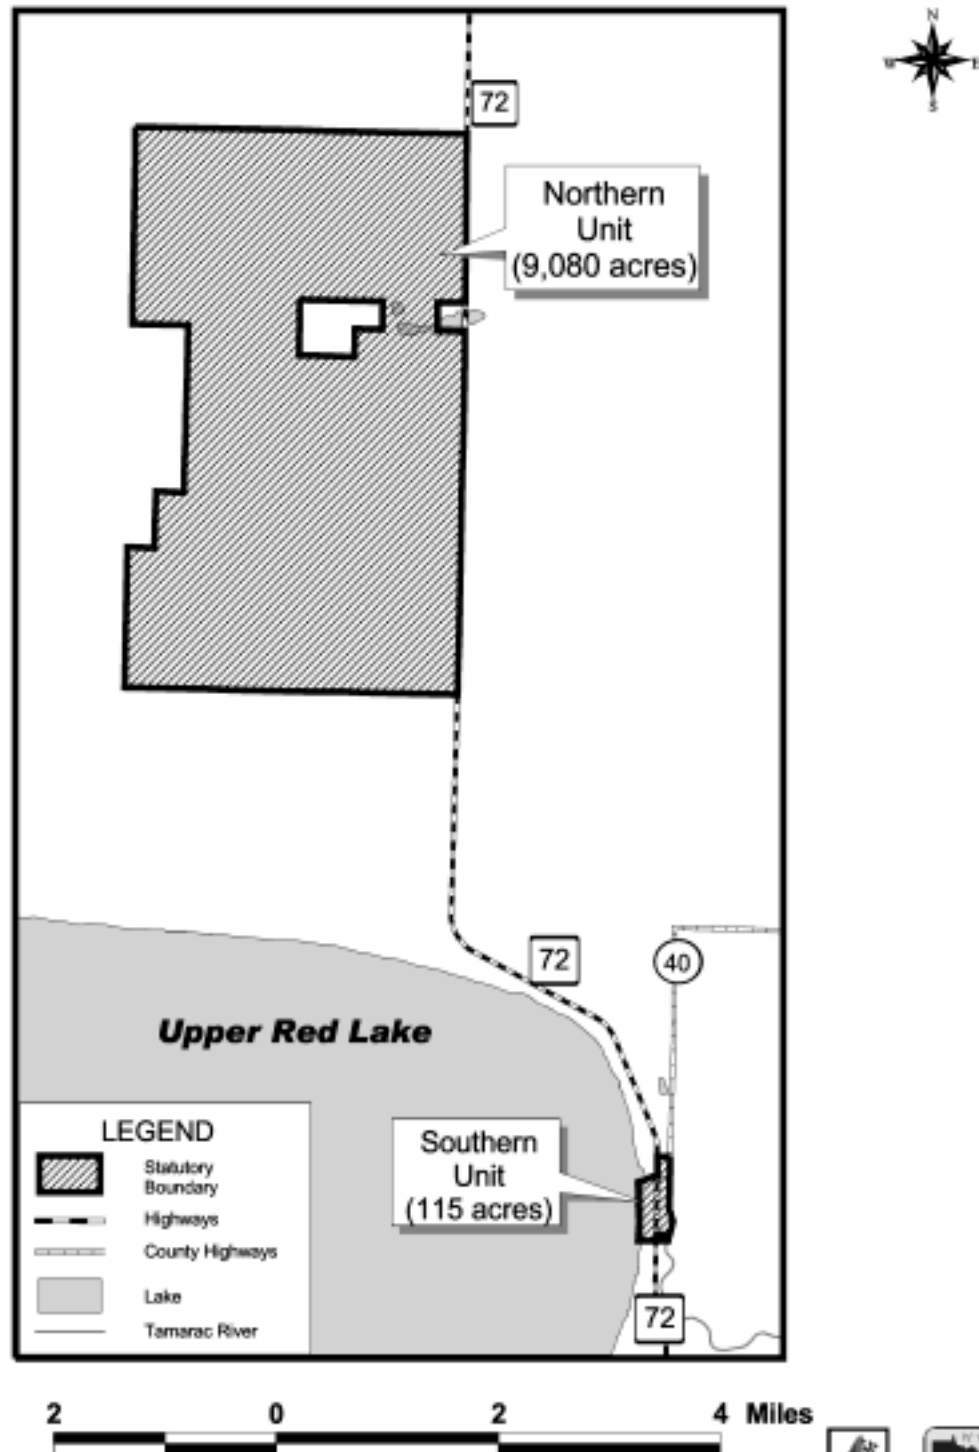 N
W
E
S
72
Northern
Unit
(9,080 acres)
72
40
Upper Red Lake
LEGEND
Statutory
Boundary
Highways
County Highways
Lake
Tamarac River
Southern
Unit
(115 acres)
72
2 0 2 4 Miles